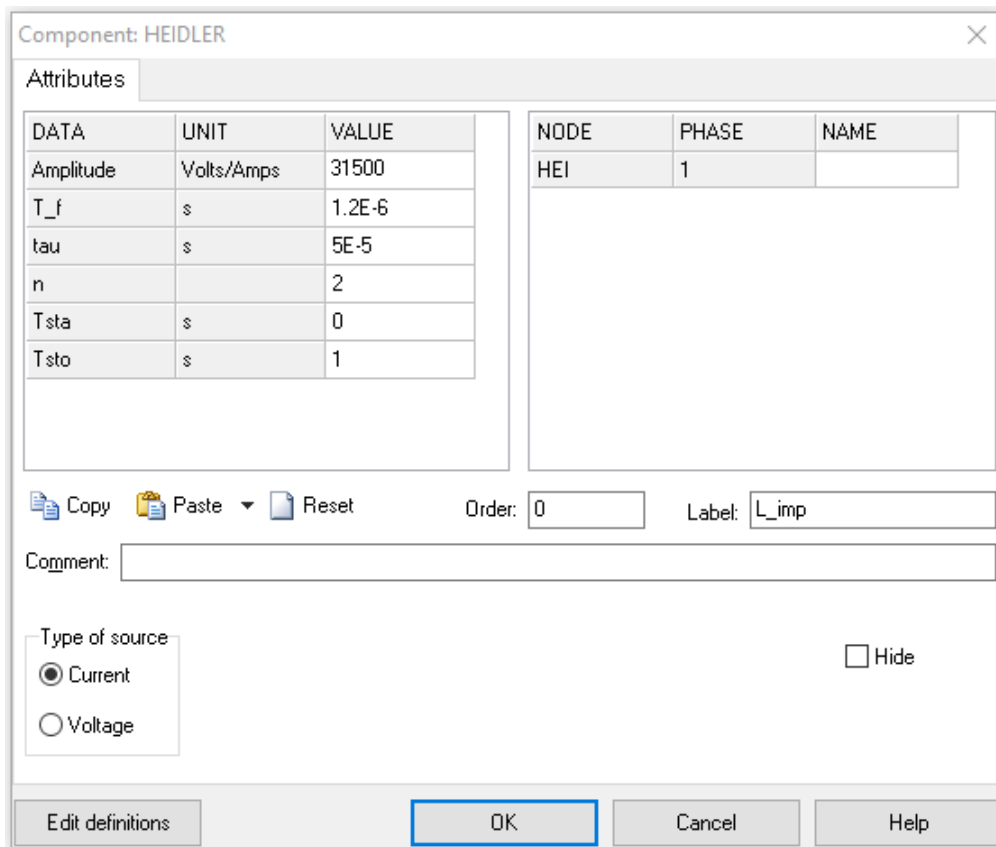 Component: HEIDLER
Attributes
DATA UNIT VALUE
Amplitude Volts/Amps 31500
T_f s 1.2E-6
tau s 5E-5
n 2
Tsta s 0
Tsto s 1
NODE PHASE NAME
HEI 1
Copy Paste Reset
Order: 0
Label: L_imp
Comment:
Type of source
Current
Voltage
Hide
Edit definitions
OK
Cancel
Help